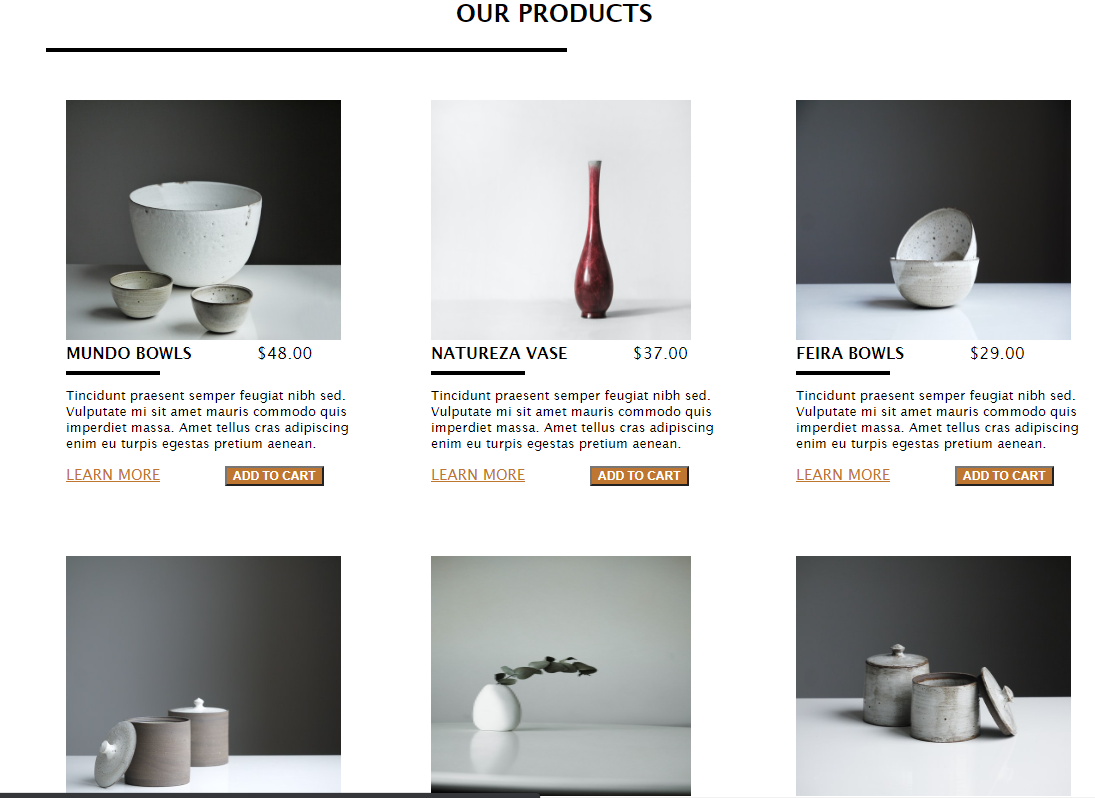 OUR PRODUCTS
MUNDO BOWLS $48.00
Tincidunt praesent semper feugiat nibh sed.
Vulputate mi sit amet mauris commodo quis
imperdiet massa. Amet tellus cras adipiscing
enim eu turpis egestas pretium aenean.
LEARN MORE ADD TO CART
NATUREZA VASE $37.00
Tincidunt praesent semper feugiat nibh sed.
Vulputate mi sit amet mauris commodo quis
imperdiet massa. Amet tellus cras adipiscing
enim eu turpis egestas pretium aenean.
LEARN MORE ADD TO CART
FEIRA BOWLS $29.00
Tincidunt praesent semper feugiat nibh sed.
Vulputate mi sit amet mauris commodo quis
imperdiet massa. Amet tellus cras adipiscing
enim eu turpis egestas pretium aenean.
LEARN MORE ADD TO CART